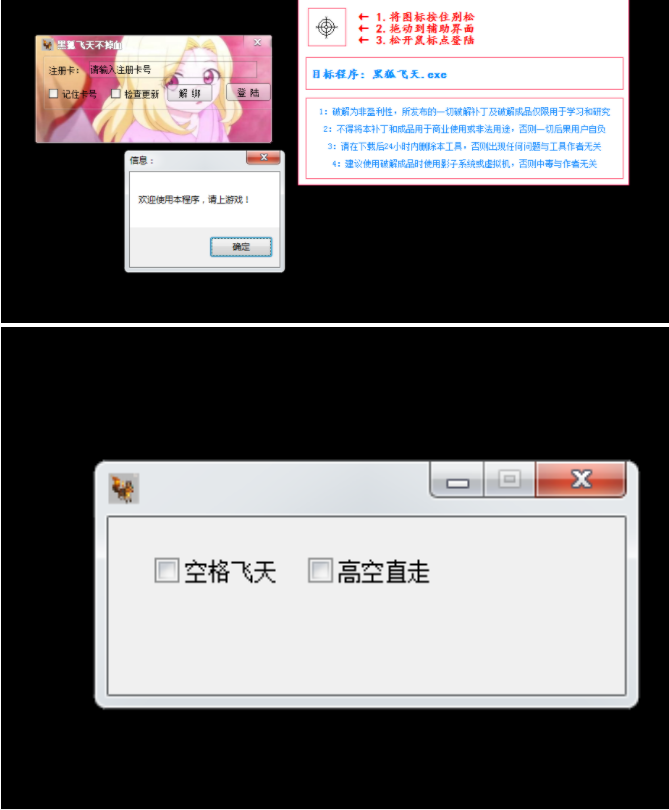 黑狐飞天不掉血
注册卡: 请输入注册卡号
记住卡号 检查更新 解 绑 登 陆
信息:
欢迎使用本程序,请上游戏!
确定
← 1.将图标按住别松
← 2.拖动到辅助界面
← 3.松开鼠标点登陆
目标程序: 黑狐飞天.exe
1: 破解为非盈利性, 所发布的一切破解补丁及破解成品仅限用于学习和研究
2: 不得将本补丁和成品用于商业使用或非法用途, 否则一切后果用户自负
3: 请在下载后24小时内删除本工具, 否则出现任何问题与工具作者无关
4: 建议使用破解成品时使用影子系统或虚拟机, 否则中毒与作者无关
空格飞天 高空直走